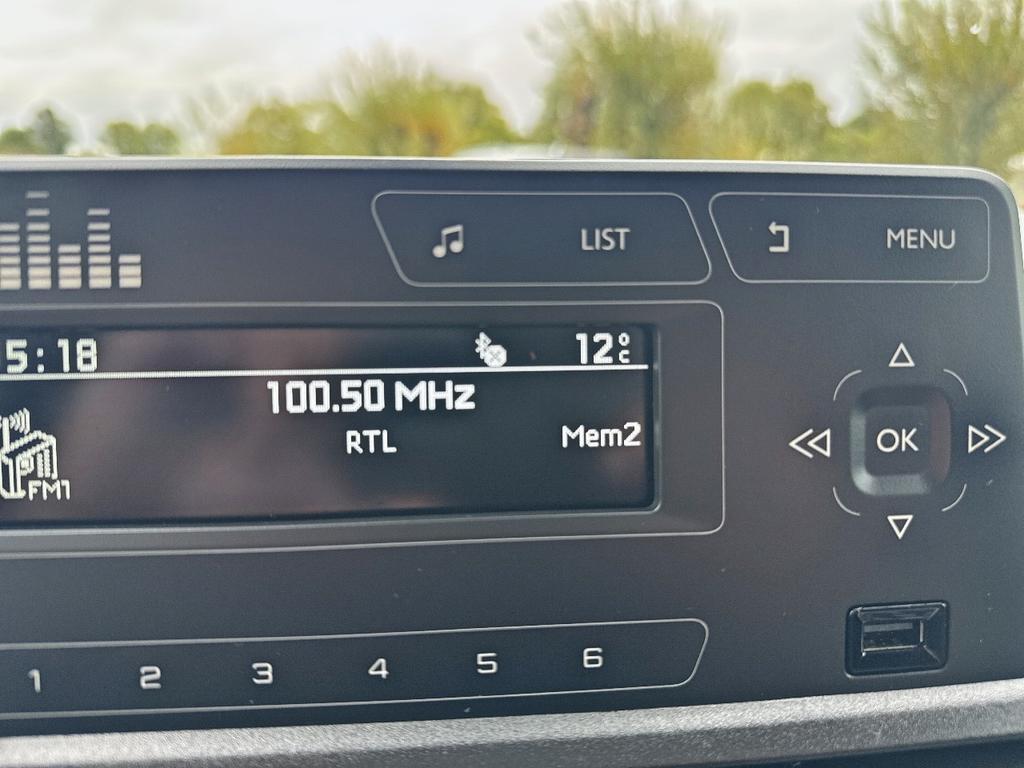 LIST
MENU
5:18
12°C
100.50 MHz
RTL
Mem2
FM1
OK
1 2 3 4 5 6